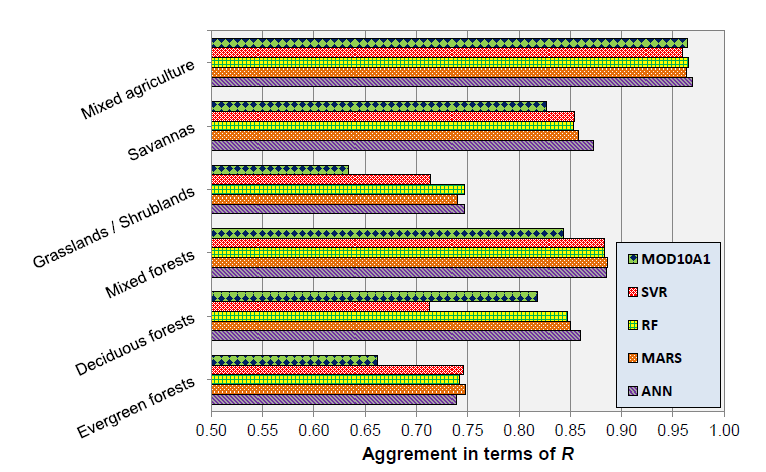 Mixed agriculture
Savannas
Grasslands / Shrublands
Mixed forests
Deciduous forests
Evergreen forests
MOD10A1
SVR
RF
MARS
ANN
0.50 0.55 0.60 0.65 0.70 0.75 0.80 0.85 0.90 0.95 1.00
Aggrement in terms of R